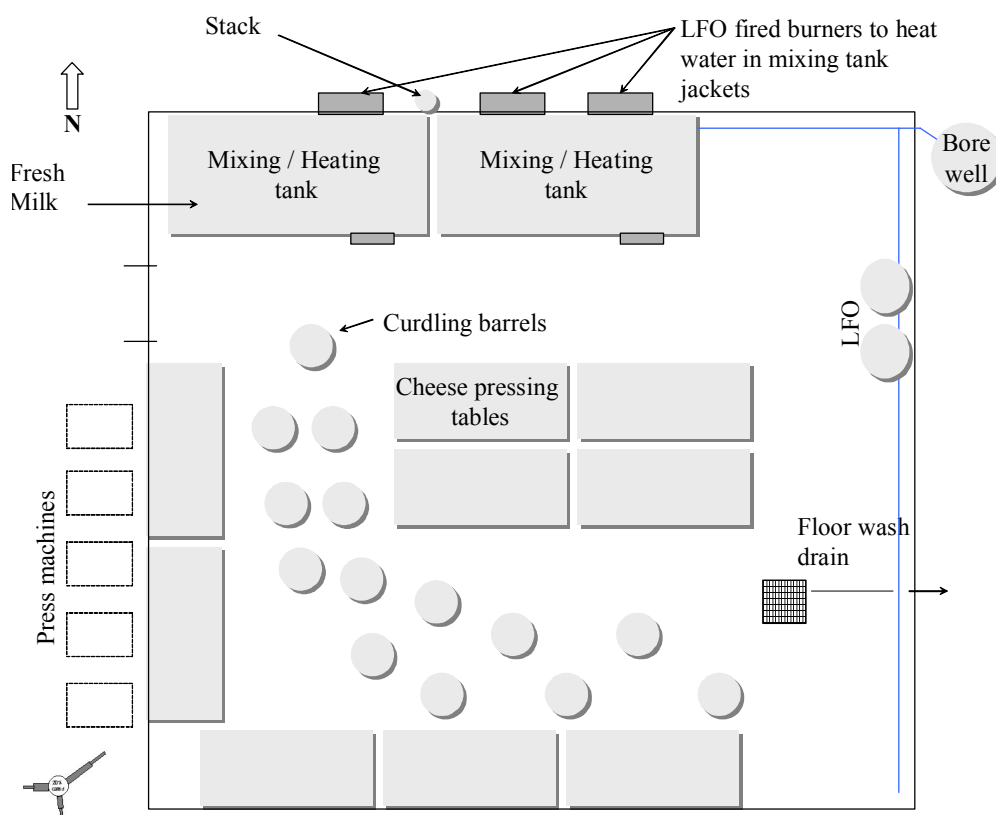 Stack
LFO fired burners to heat
water in mixing tank
jackets
N
Mixing / Heating
tank
Mixing / Heating
tank
Bore
well
Fresh
Milk
LFO
Curdling barrels
Cheese pressing
tables
Floor wash
drain
Press machines